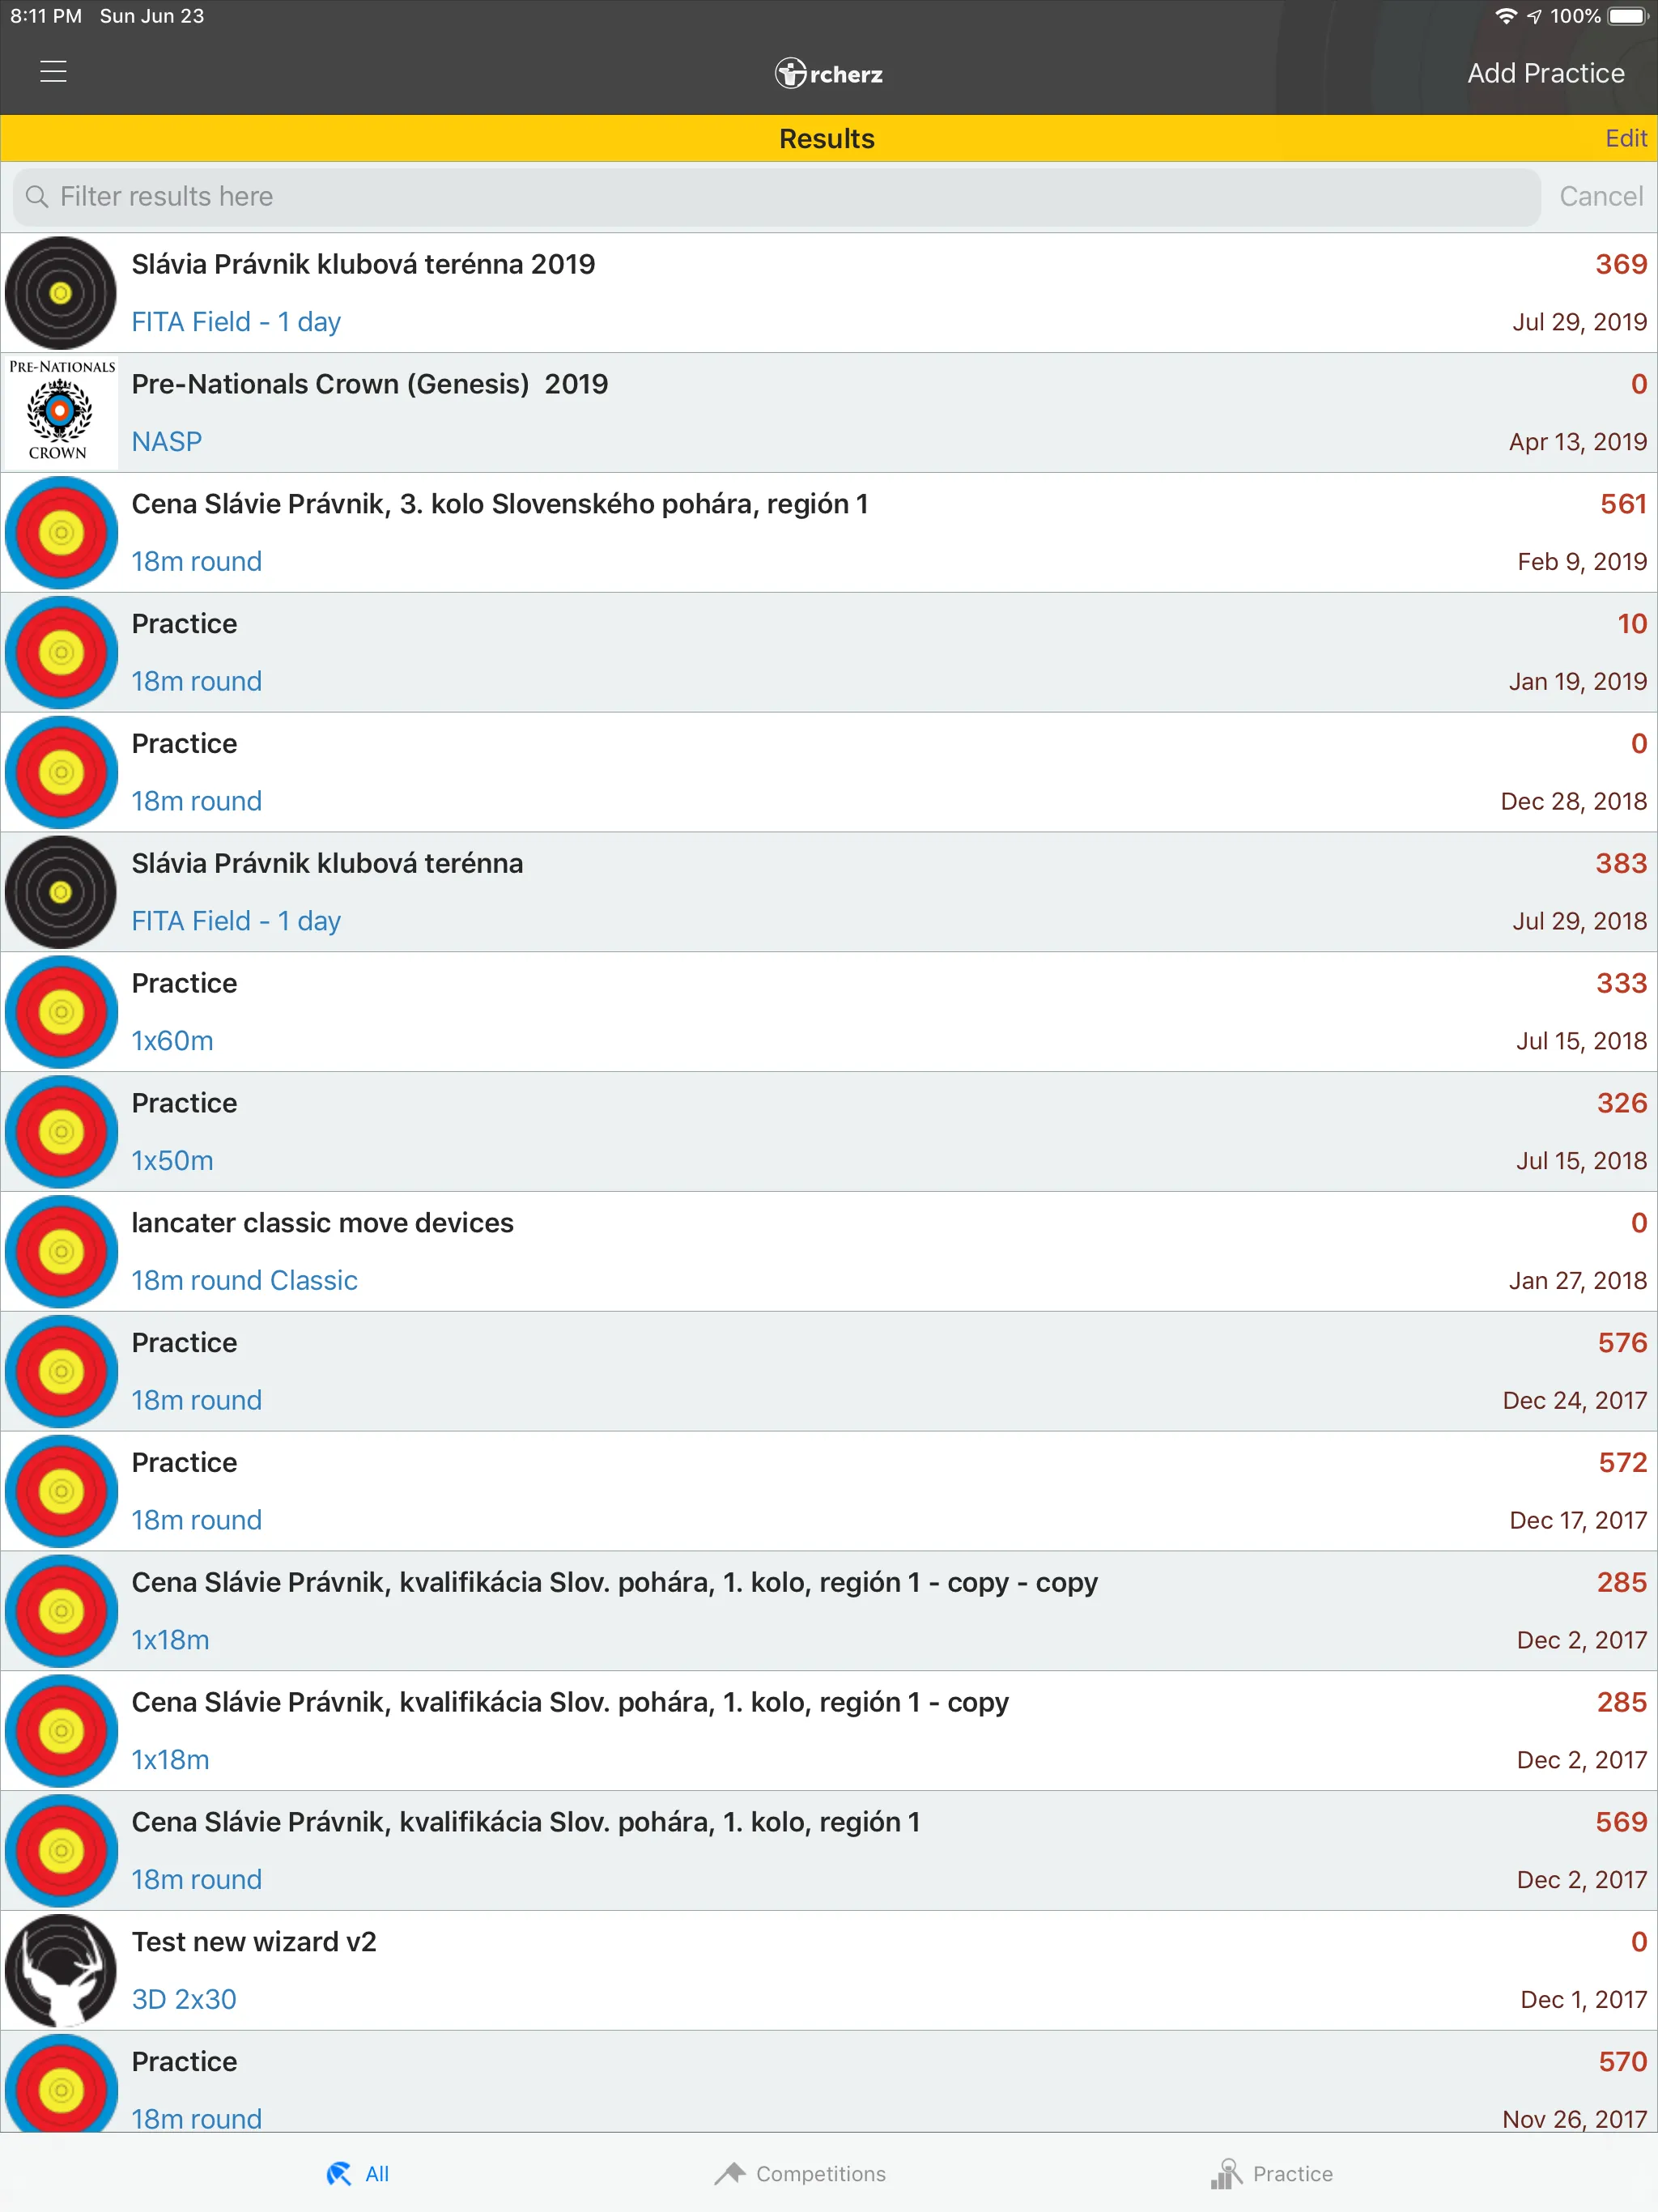 8:11 PM Sun Jun 23
100%
rcherz
Add Practice
Results
Edit
Filter results here
Cancel
Slávia Právnik klubová terénna 2019
369
FITA Field - 1 day
Jul 29, 2019
PRE-NATIONALS
CROWN
Pre-Nationals Crown (Genesis)  2019
0
NASP
Apr 13, 2019
Cena Slávie Právnik, 3. kolo Slovenského pohára, región 1
561
18m round
Feb 9, 2019
Practice
10
18m round
Jan 19, 2019
Practice
0
18m round
Dec 28, 2018
Slávia Právnik klubová terénna
383
FITA Field - 1 day
Jul 29, 2018
Practice
333
1x60m
Jul 15, 2018
Practice
326
1x50m
Jul 15, 2018
lancater classic move devices
0
18m round Classic
Jan 27, 2018
Practice
576
18m round
Dec 24, 2017
Practice
572
18m round
Dec 17, 2017
Cena Slávie Právnik, kvalifikácia Slov. pohára, 1. kolo, región 1 - copy - copy
285
1x18m
Dec 2, 2017
Cena Slávie Právnik, kvalifikácia Slov. pohára, 1. kolo, región 1 - copy
285
1x18m
Dec 2, 2017
Cena Slávie Právnik, kvalifikácia Slov. pohára, 1. kolo, región 1
569
18m round
Dec 2, 2017
Test new wizard v2
0
3D 2x30
Dec 1, 2017
Practice
570
18m round
Nov 26, 2017
All
Competitions
Practice